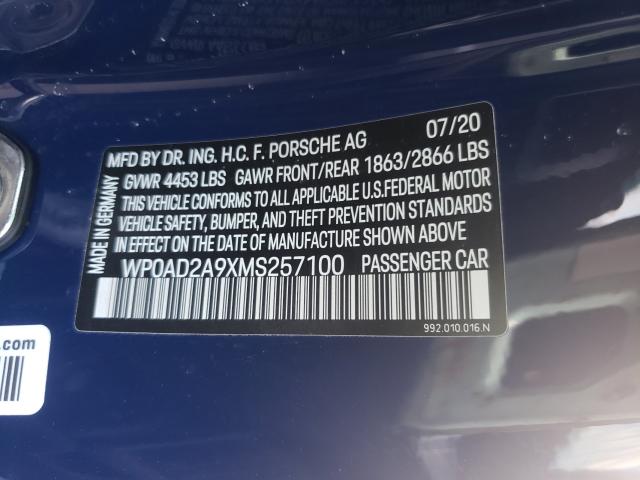 MFD BY DR. ING. H.C. F. PORSCHE AG 07/20
GVWR 4453 LBS GAWR FRONT/REAR 1863/2866 LBS
THIS VEHICLE CONFORMS TO ALL APPLICABLE U.S.FEDERAL MOTOR
VEHICLE SAFETY, BUMPER, AND THEFT PREVENTION STANDARDS
IN EFFECT ON THE DATE OF MANUFACTURE SHOWN ABOVE
WP0AD2A9XMS257100 PASSENGER CAR
992.010.016.N
MADE IN GERMANY
.com